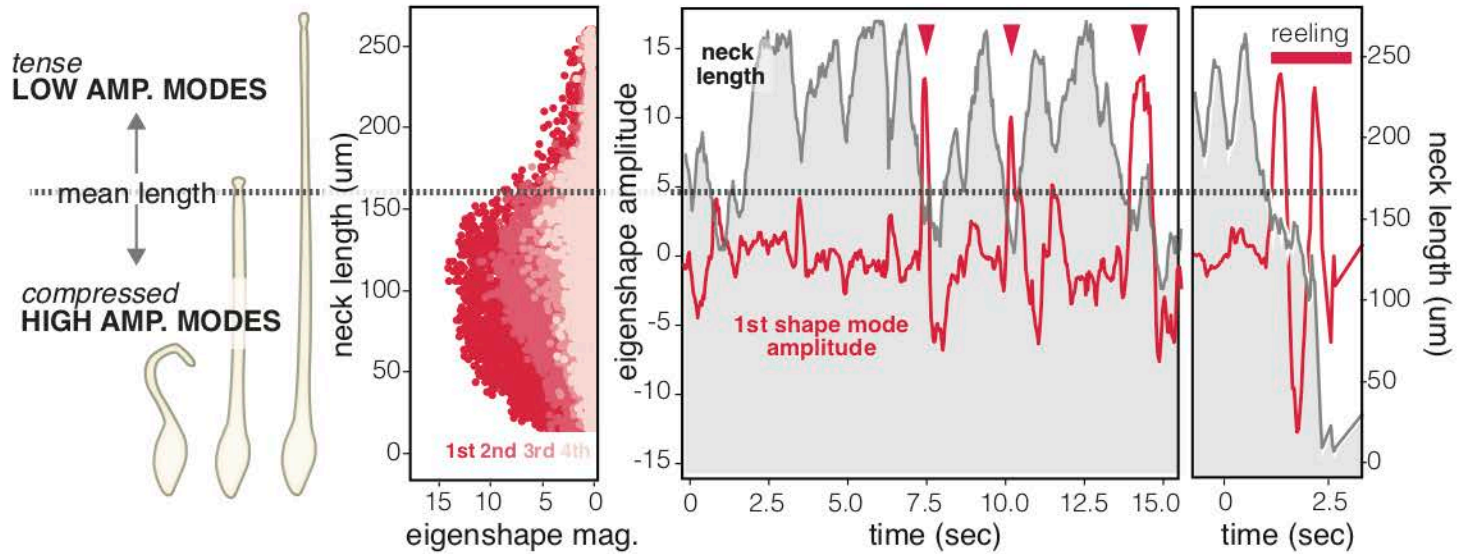 tense
LOW AMP. MODES
mean length
compressed
HIGH AMP. MODES
neck length (um)
250
200
150
100
50
0
1st 2nd 3rd 4th
15 10 5 0
eigenshape mag.
eigenshape amplitude
15
10
5
0
-5
-10
-15
neck
length
1st shape mode
amplitude
0 2.5 5.0 7.5 10.0 12.5 15.0
time (sec)
reeling
0 2.5
time (sec)
250
200
150
100
50
0
neck length (um)